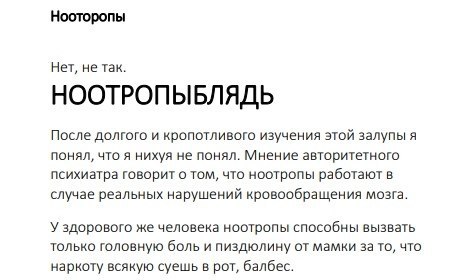 Нооторопы
Нет, не так.
НООТРОПЫБЛЯДЬ
После долгого и кропотливого изучения этой залупы я
понял, что я нихуя не понял. Мнение авторитетного
психиатра говорит о том, что ноотропы работают в
случае реальных нарушений кровообращения мозга.
У здорового же человека ноотропы способны вызвать
только головную боль и пиздюлину от мамки за то, что
наркоту всякую суешь в рот, балбес.